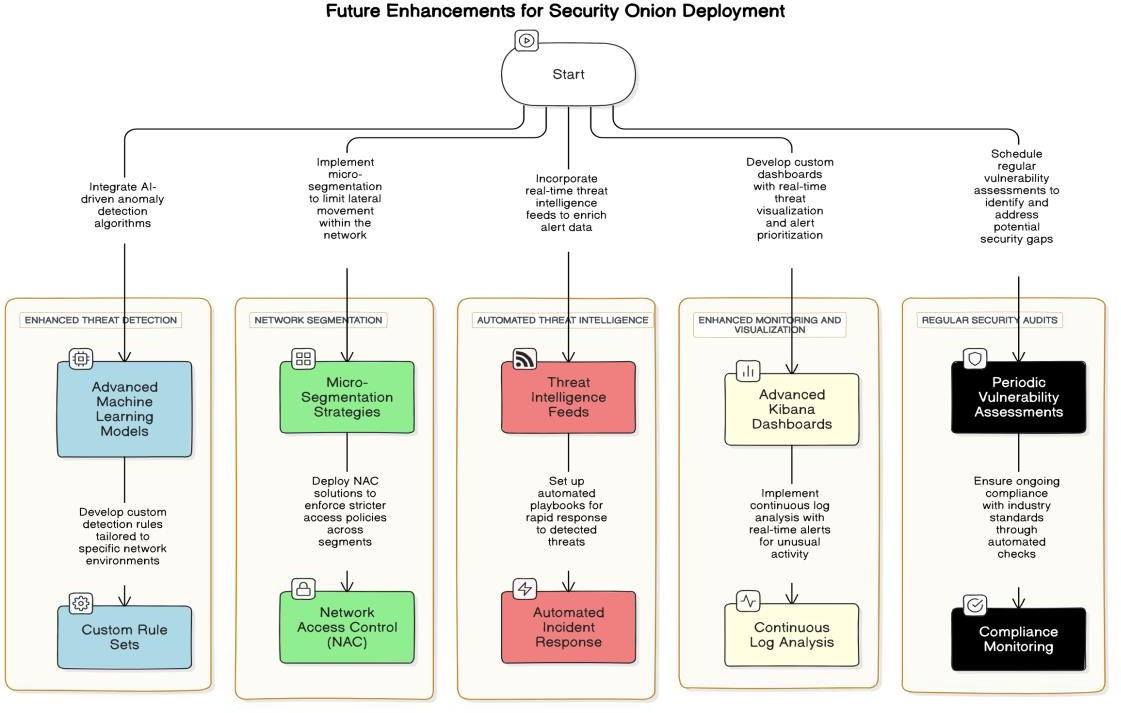 Future Enhancements for Security Onion Deployment
Start
Integrate AI-
driven anomaly
detection
algorithms
Implement
micro-
segmentation
to limit lateral
movement
within the
network
Incorporate
real-time threat
intelligence
feeds to enrich
alert data
Develop custom
dashboards
with real-time
threat
visualization
and alert
prioritization
Schedule
regular
vulnerability
assessments to
identify and
address
potential
security gaps
ENHANCED THREAT DETECTION
Advanced
Machine
Learning
Models
Develop custom
detection rules
tailored to
specific network
environments
Custom Rule
Sets
NETWORK SEGMENTATION
Micro-
Segmentation
Strategies
Deploy NAC
solutions to
enforce stricter
access policies
across
segments
Network
Access Control
(NAC)
AUTOMATED THREAT INTELLIGENCE
Threat
Intelligence
Feeds
Set up
automated
playbooks for
rapid response
to detected
threats
Automated
Incident
Response
ENHANCED MONITORING AND
VISUALIZATION
Advanced
Kibana
Dashboards
Implement
continuous log
analysis with
real-time alerts
for unusual
activity
Continuous
Log Analysis
REGULAR SECURITY AUDITS
Periodic
Vulnerability
Assessments
Ensure ongoing
compliance
with industry
standards
through
automated
checks
Compliance
Monitoring